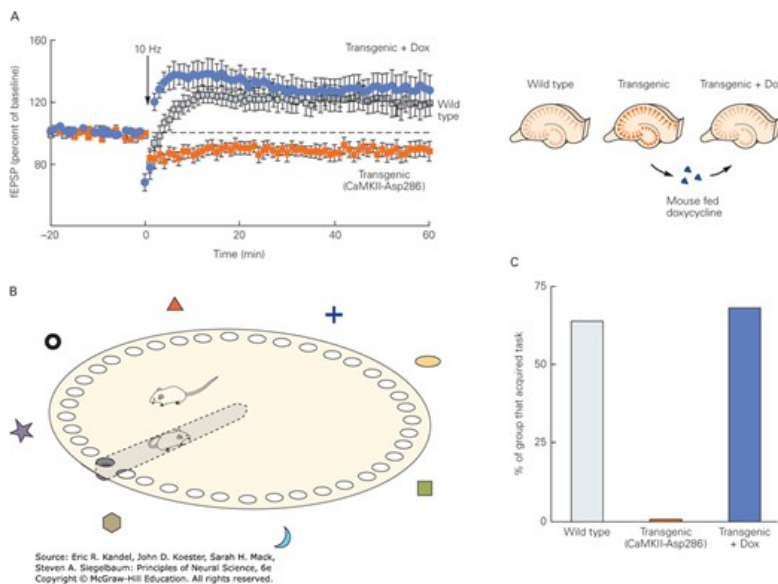 A
160
120
80
fEPSP (percent of baseline)
10 Hz
Transgenic + Dox
Wild
type
Transgenic
(CaMKII-Asp286)
–20
0
20
40
60
Time (min)
Wild type
Transgenic
Transgenic + Do
Mouse fed
doxycycline
B
Source: Eric R. Kandel, John D. Koester, Sarah H. Mack,
Steven A. Siegelbaum: Principles of Neural Science, 6e
Copyright © McGraw-Hill Education. All rights reserved.
C
75
50
25
0
% of group that acquired task
Wild type
Transgenic
(CaMKII-Asp286)
Transgenic
+ Dox